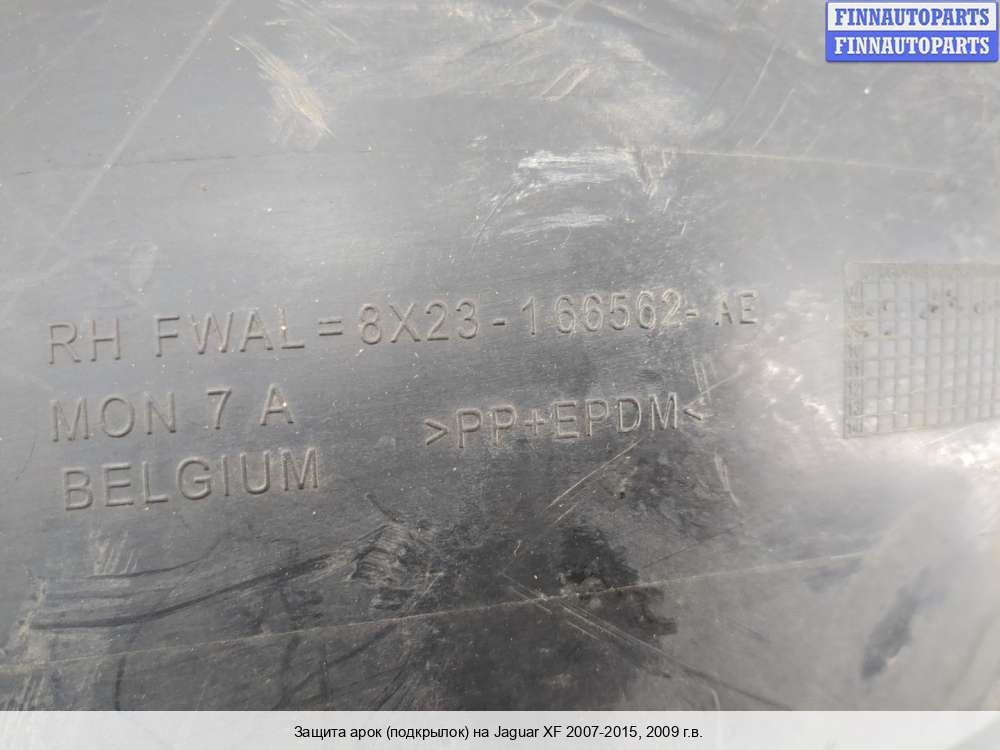 FINNAUTOPARTS
FINNAUTOPARTS
RH FWAL=8X23-166562-AE
MON 7 A
>PP+EPDM<
BELGIUM
Защита арок (подкрылок) на Jaguar XF 2007-2015, 2009 г.в.